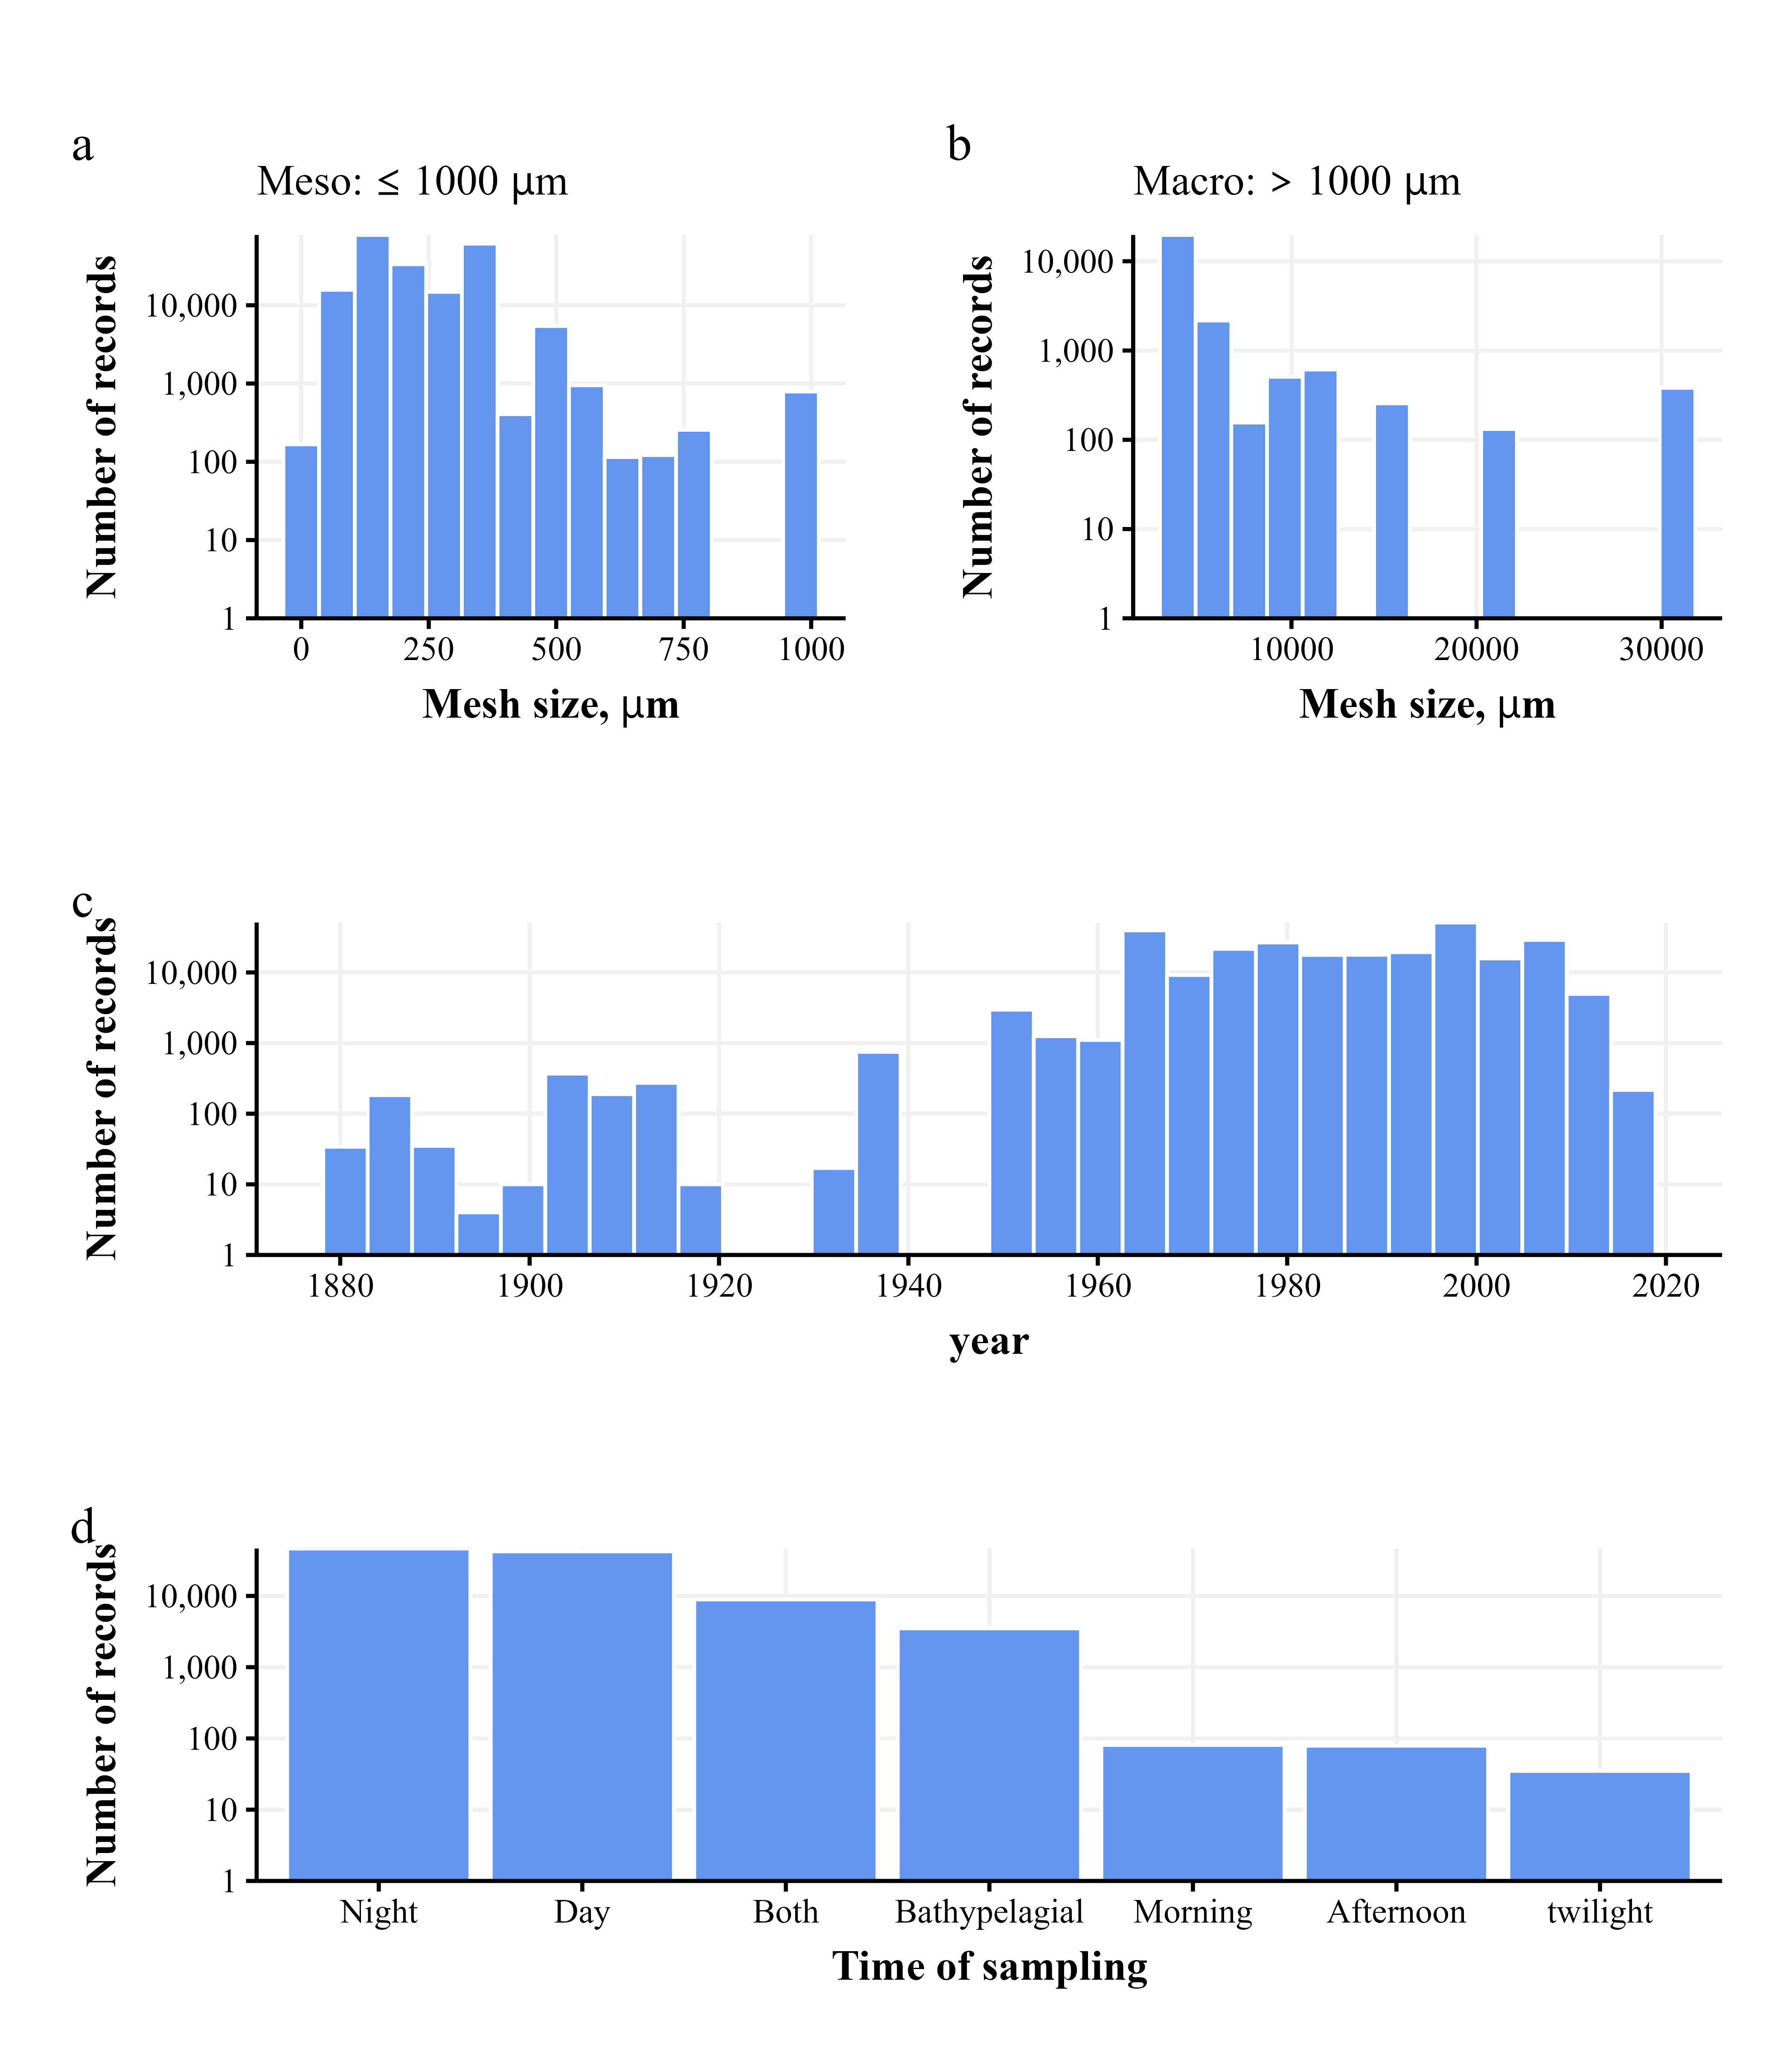 a
Meso: ≤ 1000 μm
Number of records
10,000
1,000
100
10
1
0 250 500 750 1000
Mesh size, μm
b
Macro: > 1000 μm
Number of records
10,000
1,000
100
10
1
10000 20000 30000
Mesh size, μm
c
Number of records
10,000
1,000
100
10
1
1880 1900 1920 1940 1960 1980 2000 2020
year
d
Number of records
10,000
1,000
100
10
1
Night Day Both Bathypelagial Morning Afternoon twilight
Time of sampling